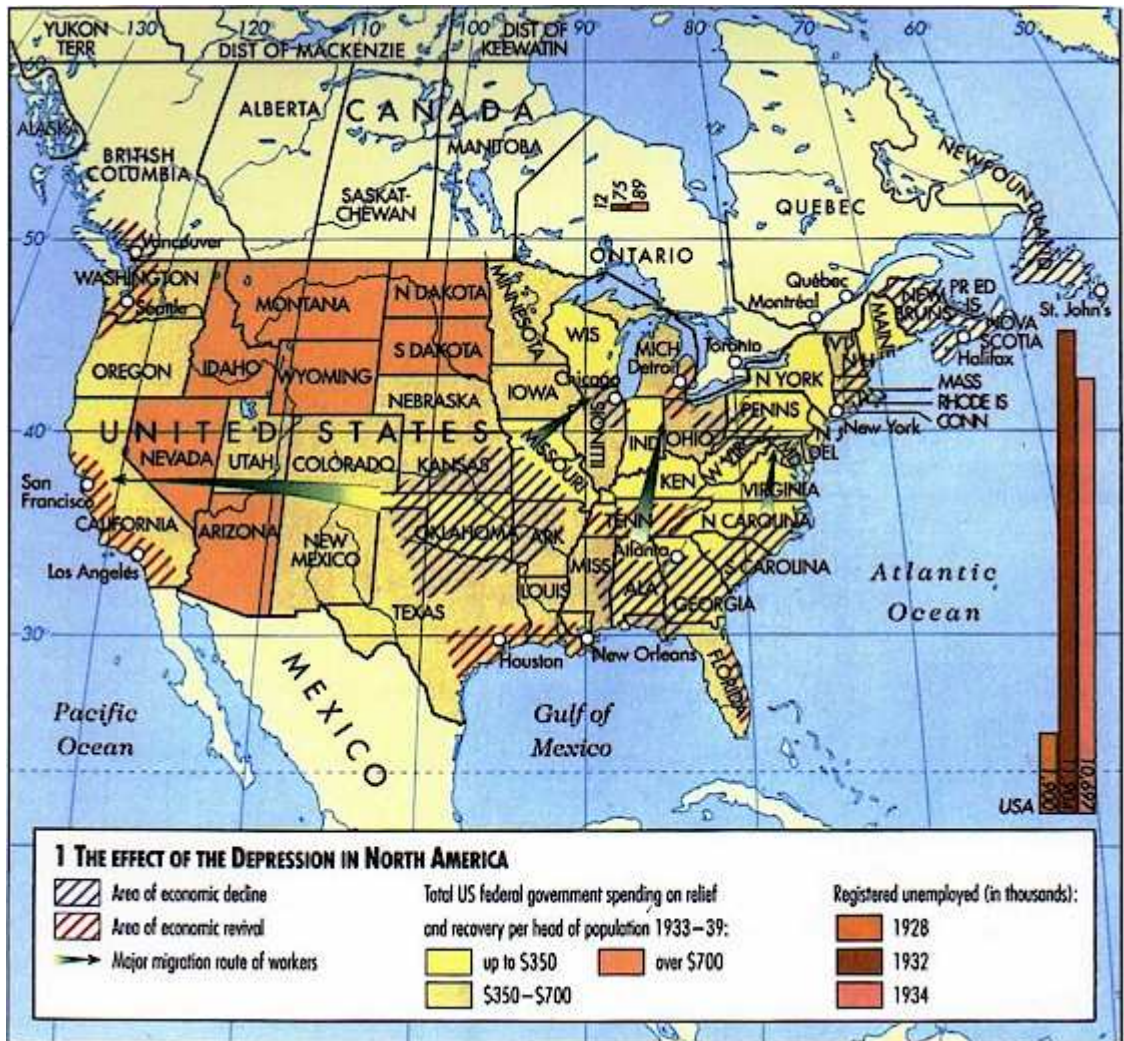 YUKON
TERR
130°
120°
110°
100°
90°
80°
70°
60°
50°
DIST OF MACKENZIE
DIST OF
KEEWATIN
60
ALASKA
ALBERTA
CANADA
BRITISH
COLUMBIA
MANITOBA
SASKAT-
CHEWAN
12
75
89
NEWFOUNDLAND
QUEBEC
50
ONTARIO
Vancouver
WASHINGTON
Seattle
MONTANA
N DAKOTA
MINNESOTA
Québec
Montréal
NEW
BRUNS
PR ED
IS
St. John's
NOVA
SCOTIA
Halifax
MAINE
VT
N H
OREGON
IDAHO
WYOMING
S DAKOTA
WIS
MICH
Detroit
Toronto
N YORK
MASS
RHODE IS
CONN
NEBRASKA
IOWA
Chicago
PENNS
New York
40
UNITED STATES
NEVADA
UTAH
COLORADO
KANSAS
MISSOURI
ILLINOIS
IND
OHIO
W VIR
N J
DEL
KEN
VIRGINIA
San
Francisco
CALIFORNIA
ARIZONA
NEW
MEXICO
OKLAHOMA
ARK
TENN
N CAROLINA
Los Angeles
Atlanta
S CAROLINA
MISS
ALA
GEORGIA
LOUIS
TEXAS
Atlantic
Ocean
30°
Houston
New Orleans
FLORIDA
MEXICO
Pacific
Ocean
Gulf of
Mexico
USA
1,900
10,697
1 THE EFFECT OF THE DEPRESSION IN NORTH AMERICA
Area of economic decline
Area of economic revival
Major migration route of workers
Total US federal government spending on relief
and recovery per head of population 1933–39:
up to $350
over $700
$350–$700
Registered unemployed (in thousands):
1928
1932
1934